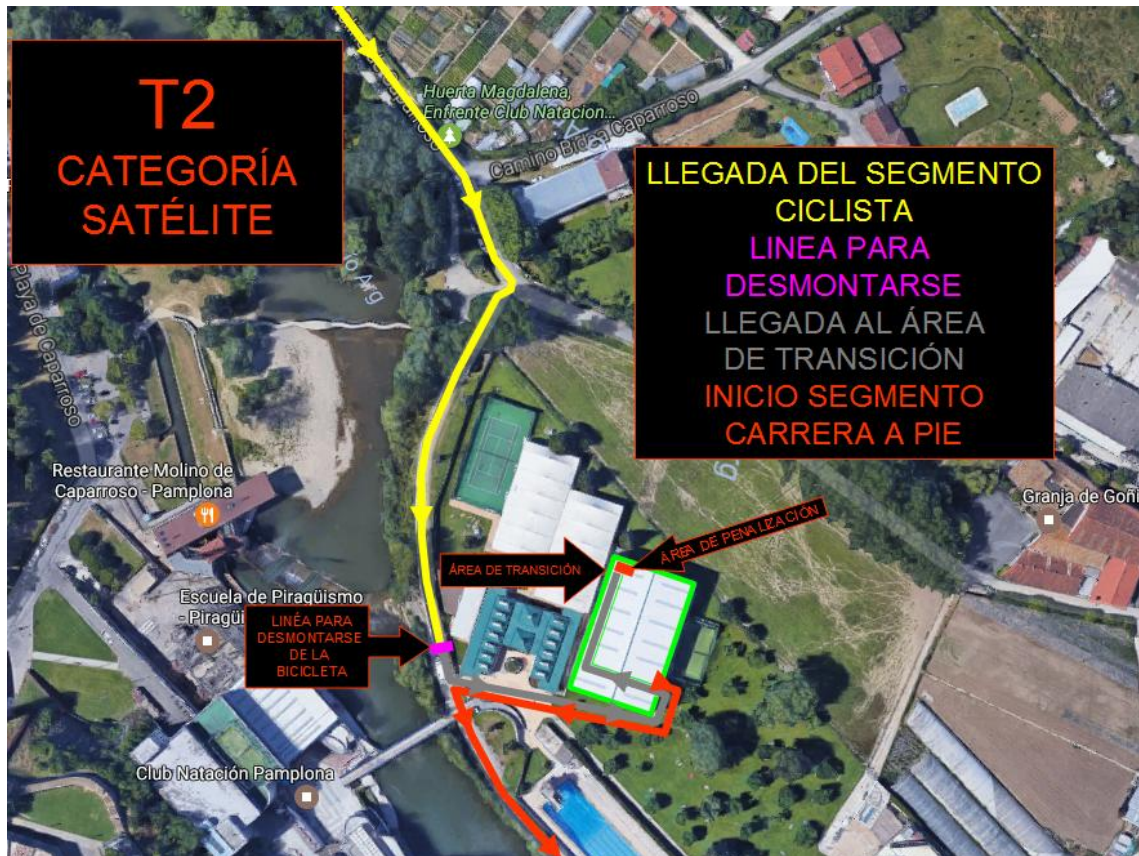 T2
CATEGORÍA
SATÉLITE
Huerta Magdalena,
Enfrente Club Natacion...
Camino Bidea Caparroso
LLEGADA DEL SEGMENTO
CICLISTA
LINEA PARA
DESMONTARSE
LLEGADA AL ÁREA
DE TRANSICIÓN
INICIO SEGMENTO
CARRERA A PIE
Playa de Caparroso
Restaurante Molino de
Caparroso - Pamplona
Granja de Goñi
ÁREA DE PENALIZACIÓN
ÁREA DE TRANSICIÓN
Escuela de Piragüismo
- Piragüi
LINÉA PARA
DESMONTARSE
DE LA
BICICLETA
Club Natación Pamplona